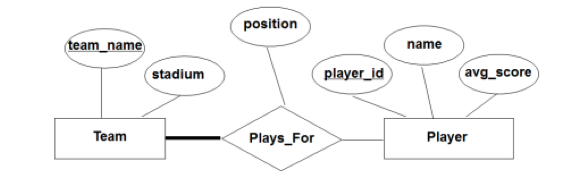 position
team_name
name
stadium
player_id
avg_score
Team
Plays_For
Player